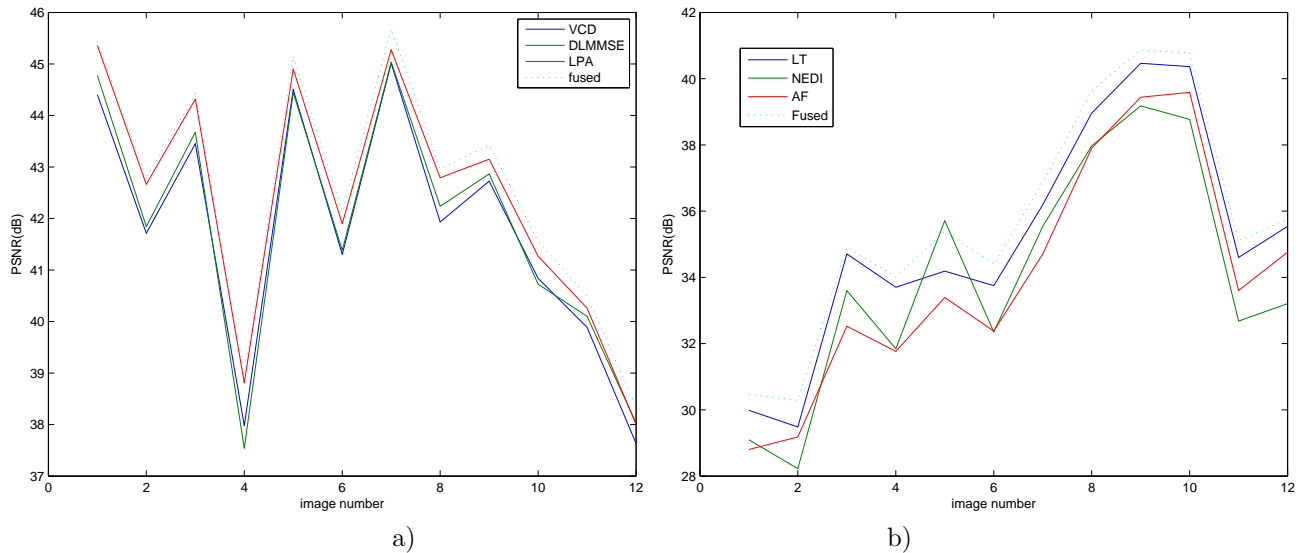 46
45
44
43
42
41
40
39
38
37
0
2
4
6
8
10
12
PSNR(dB)
image number
VCD
DLMMSE
LPA
fused
a)
42
40
38
36
34
32
30
28
0
2
4
6
8
10
12
PSNR(dB)
image number
LT
NEDI
AF
Fused
b)